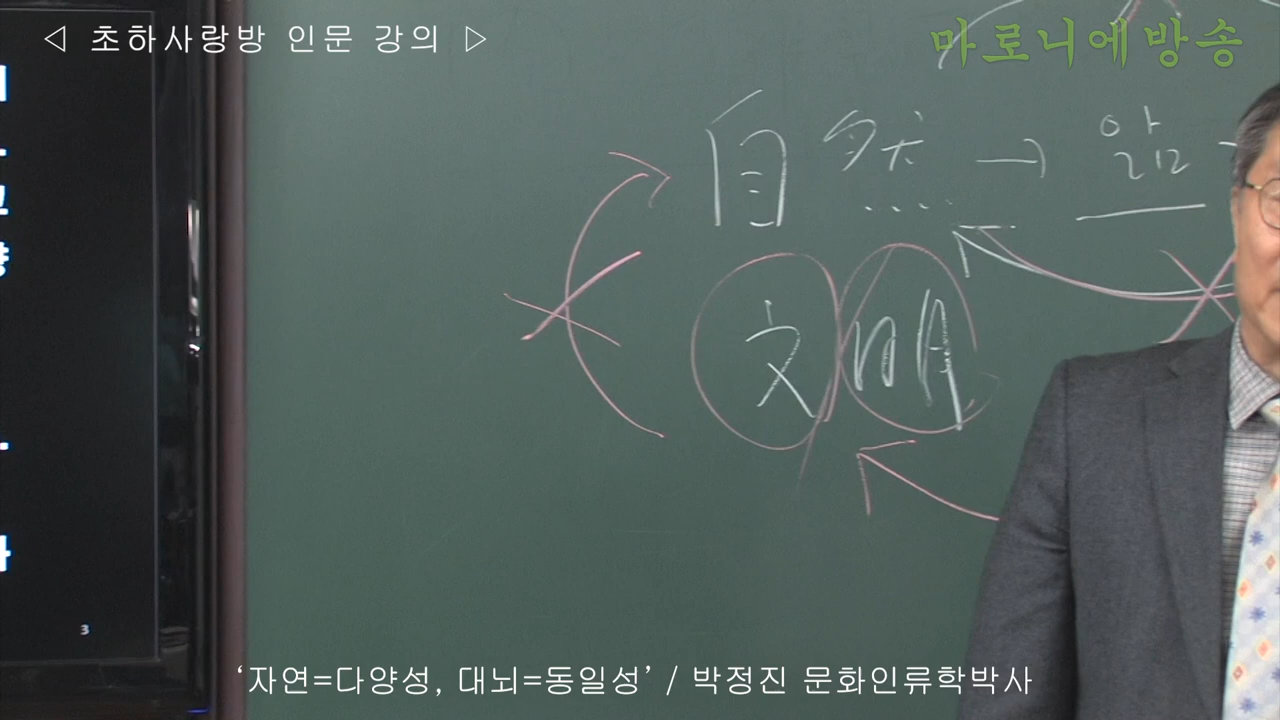 ◁ 초하사랑방 인문 강의 ▷
마로니에방송
自 然 → 앎
文 明
3
‘자연=다양성, 대뇌=동일성’ / 박정진 문화인류학박사